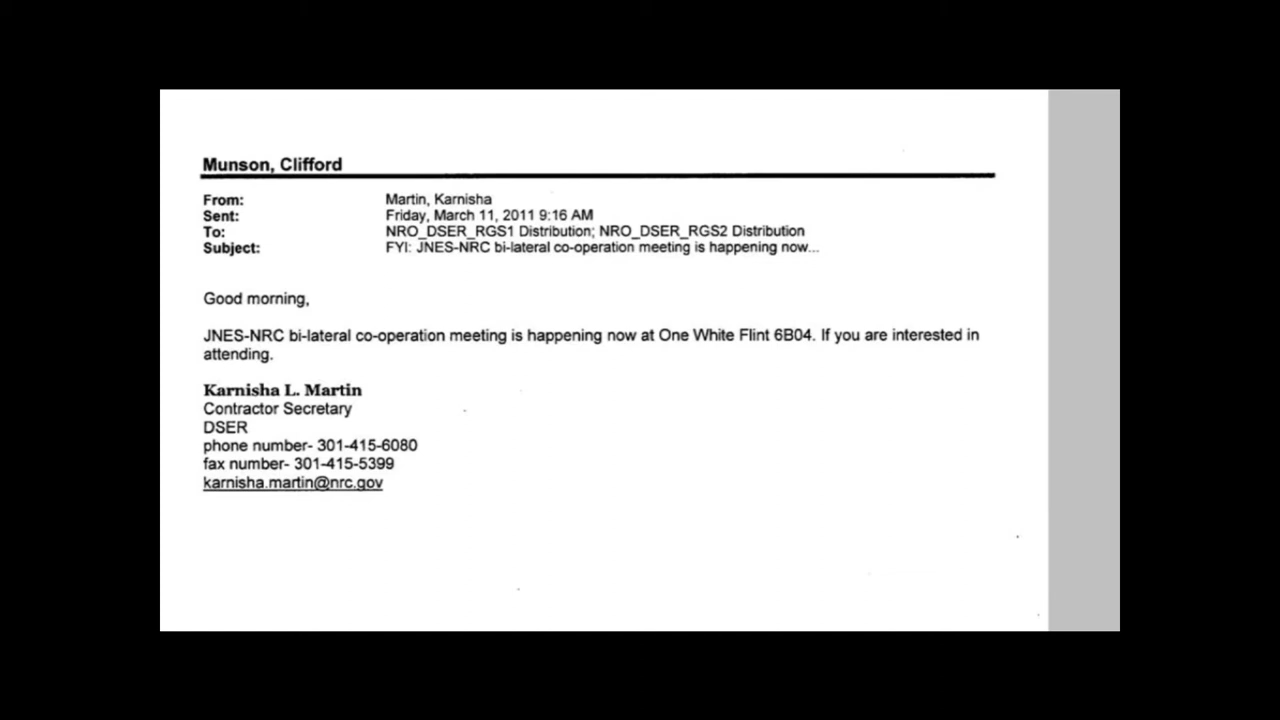 Munson, Clifford
From: Martin, Karnisha
Sent: Friday, March 11, 2011 9:16 AM
To: NRO_DSER_RGS1 Distribution; NRO_DSER_RGS2 Distribution
Subject: FYI: JNES-NRC bi-lateral co-operation meeting is happening now...
Good morning,
JNES-NRC bi-lateral co-operation meeting is happening now at One White Flint 6B04. If you are interested in
attending.
Karnisha L. Martin
Contractor Secretary
DSER
phone number- 301-415-6080
fax number- 301-415-5399
karnisha.martin@nrc.gov